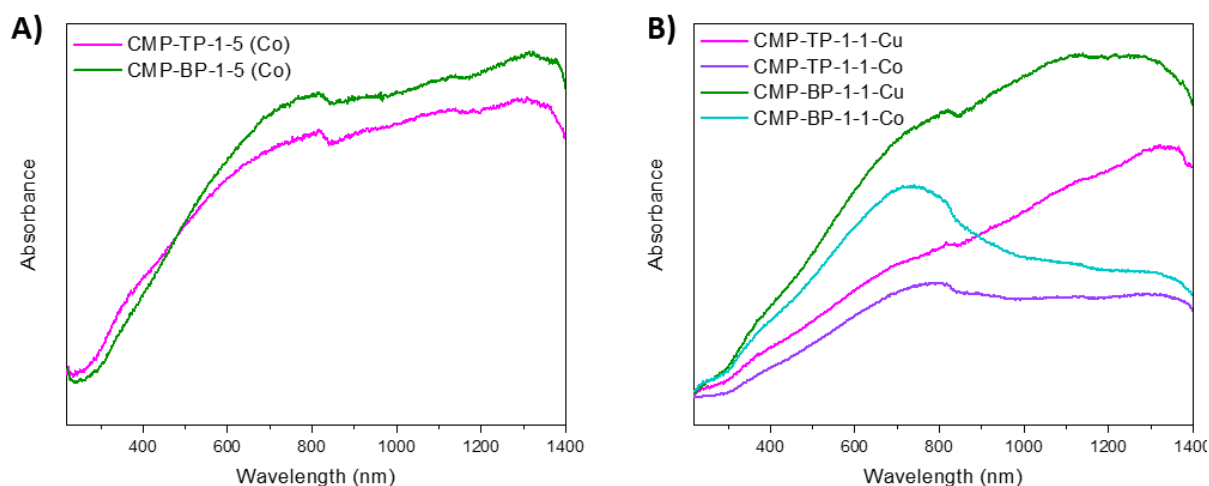 A)
CMP-TP-1-5 (Co)
CMP-BP-1-5 (Co)
Absorbance
400 600 800 1000 1200 1400
Wavelength (nm)
B)
CMP-TP-1-1-Cu
CMP-TP-1-1-Co
CMP-BP-1-1-Cu
CMP-BP-1-1-Co
Absorbance
400 600 800 1000 1200 1400
Wavelength (nm)